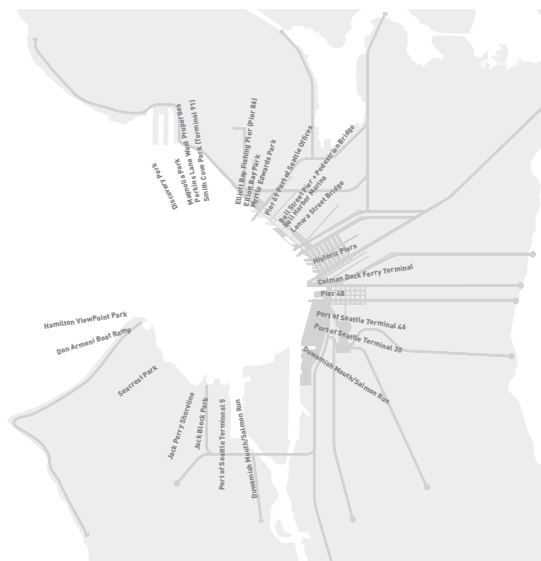 Discovery Park
Magnolia Park
Perkins Lane West Properges
Smith Cove Park (Terminal 91)
Elliott Bay Fishing Pier (Pier 86)
Elliott Bay Park
Myrtle Edwards Park
Pier 69 Port of Seattle Offices
Bell Street Pier + Pedestrian Bridge
Bell Harbor Marina
Lenora Street Bridge
Historic Piers
Colman Dock Ferry Terminal
Pier 48
Port of Seattle Terminal 46
Port of Seattle Terminal 30
Duwamish Mouth/Salmon Run
Hamilton ViewPoint Park
Don Armeni Boat Ramp
Seacrest Park
Jack Perry Shoreline
Jack Block Park
Port of Seattle Terminnal 5
Duwamish Mouth/Salmon Run